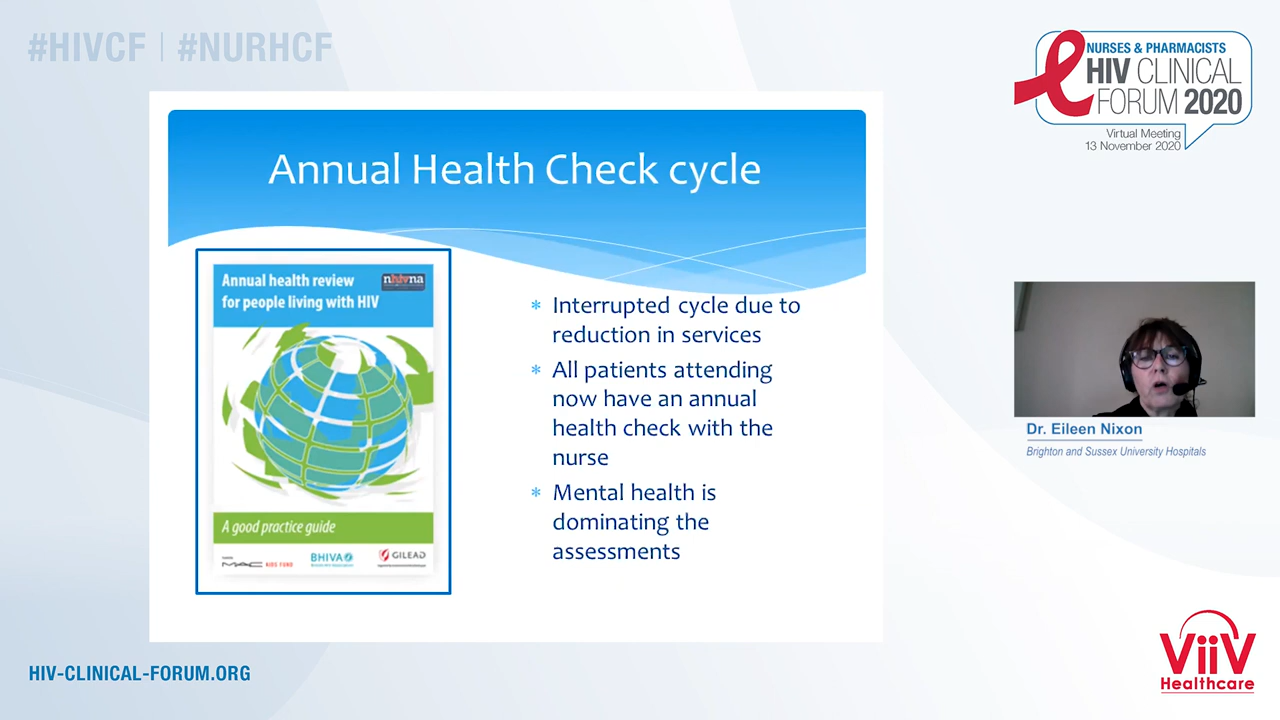 #HIVCF | #NURHCF
NURSES & PHARMACISTS
HIV CLINICAL
FORUM 2020
Virtual Meeting
13 November 2020
Annual Health Check cycle
Annual health review
for people living with HIV
nhivna
A good practice guide
MAC AIDS FUND
BHIVA
GILEAD
* Interrupted cycle due to
reduction in services
* All patients attending
now have an annual
health check with the
nurse
* Mental health is
dominating the
assessments
Dr. Eileen Nixon
Brighton and Sussex University Hospitals
HIV-CLINICAL-FORUM.ORG
ViiV
Healthcare